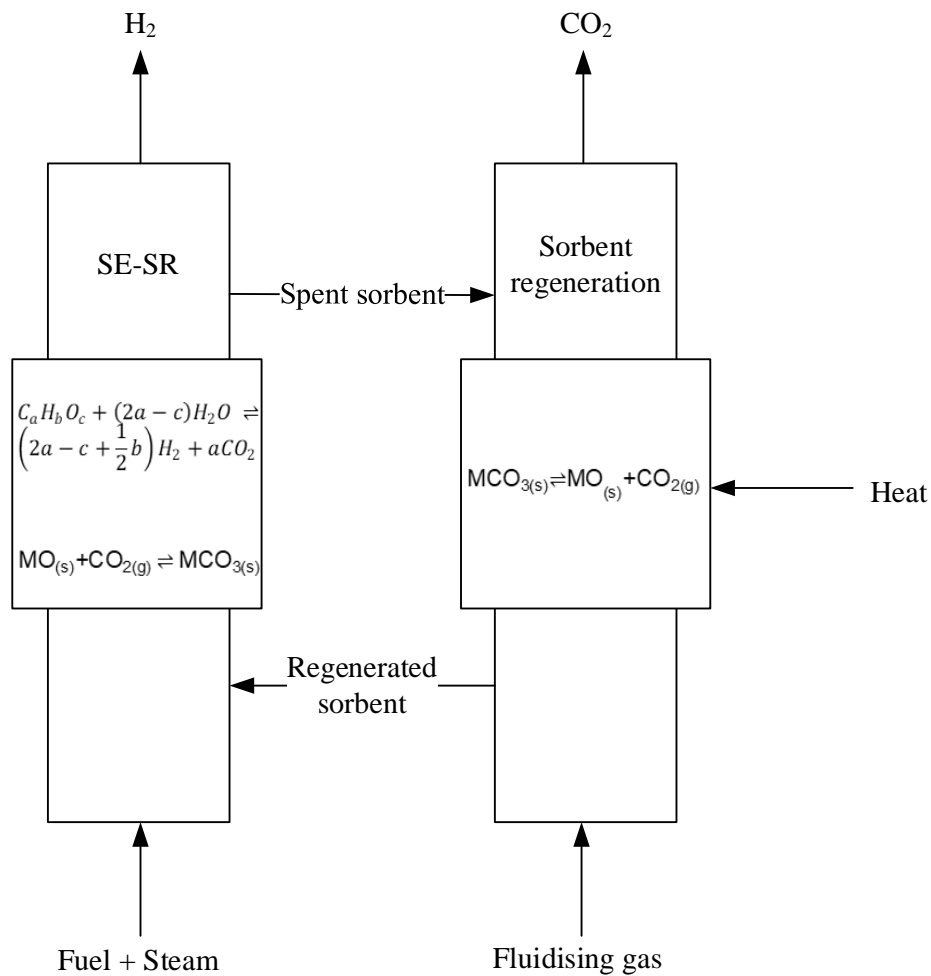 H₂
CO₂
SE-SR
Sorbent
regeneration
Spent sorbent
CₐH_bO_c + (2a − c)H₂O ⇌
(2a − c + 1/2 b) H₂ + aCO₂
MO(s)+CO₂(g) ⇌ MCO₃(s)
MCO₃(s)⇌MO(s)+CO₂(g)
Heat
Regenerated
sorbent
Fuel + Steam
Fluidising gas